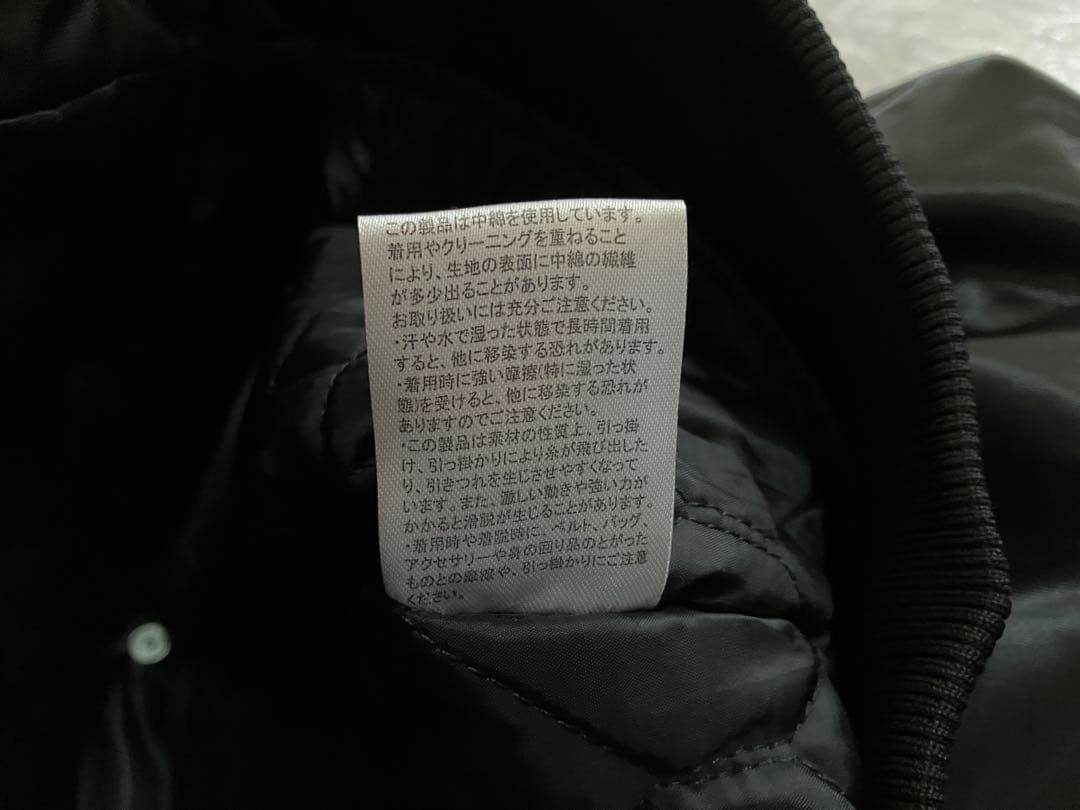 この製品は中綿を使用しています。
着用やクリーニングを重ねること
により、生地の表面に中綿の繊維
が多少出ることがあります。
お取り扱いには充分ご注意ください。
・汗や水で湿った状態で長時間着用
すると、他に移染する恐れがあります。
・着用時に強い摩擦(特に湿った状
態)を受けると、他に移染する恐れが
ありますのでご注意ください。
・この製品は素材の性質上、引っ掛
け、引っ掛かりにより糸が飛び出した
り、引きつれを生じさせやすくなって
います。また、激しい動きや強い力が
かかると滑脱が生じることがあります。
・着用時や着脱時に、ベルト、バッグ、
アクセサリーや身の回り品のとがった
ものとの摩擦や、引っ掛かりにご注意
ください。